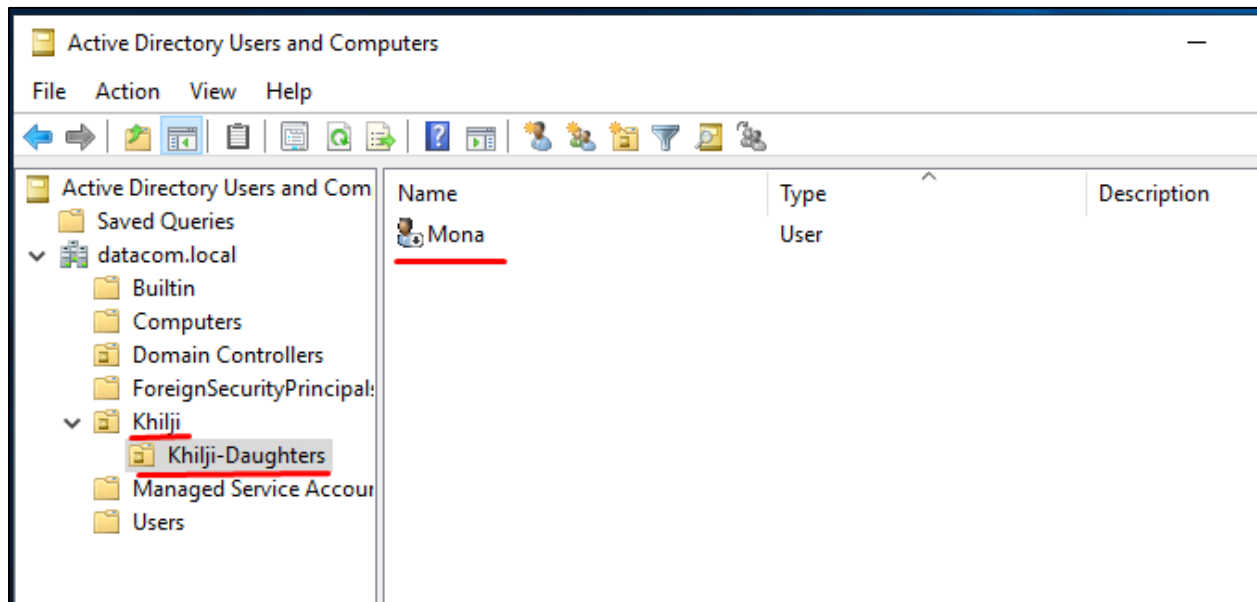 Active Directory Users and Computers
File Action View Help
Active Directory Users and Com
Name Type Description
Saved Queries
Mona User
datacom.local
Builtin
Computers
Domain Controllers
ForeignSecurityPrincipals
Khilji
Khilji-Daughters
Managed Service Accour
Users